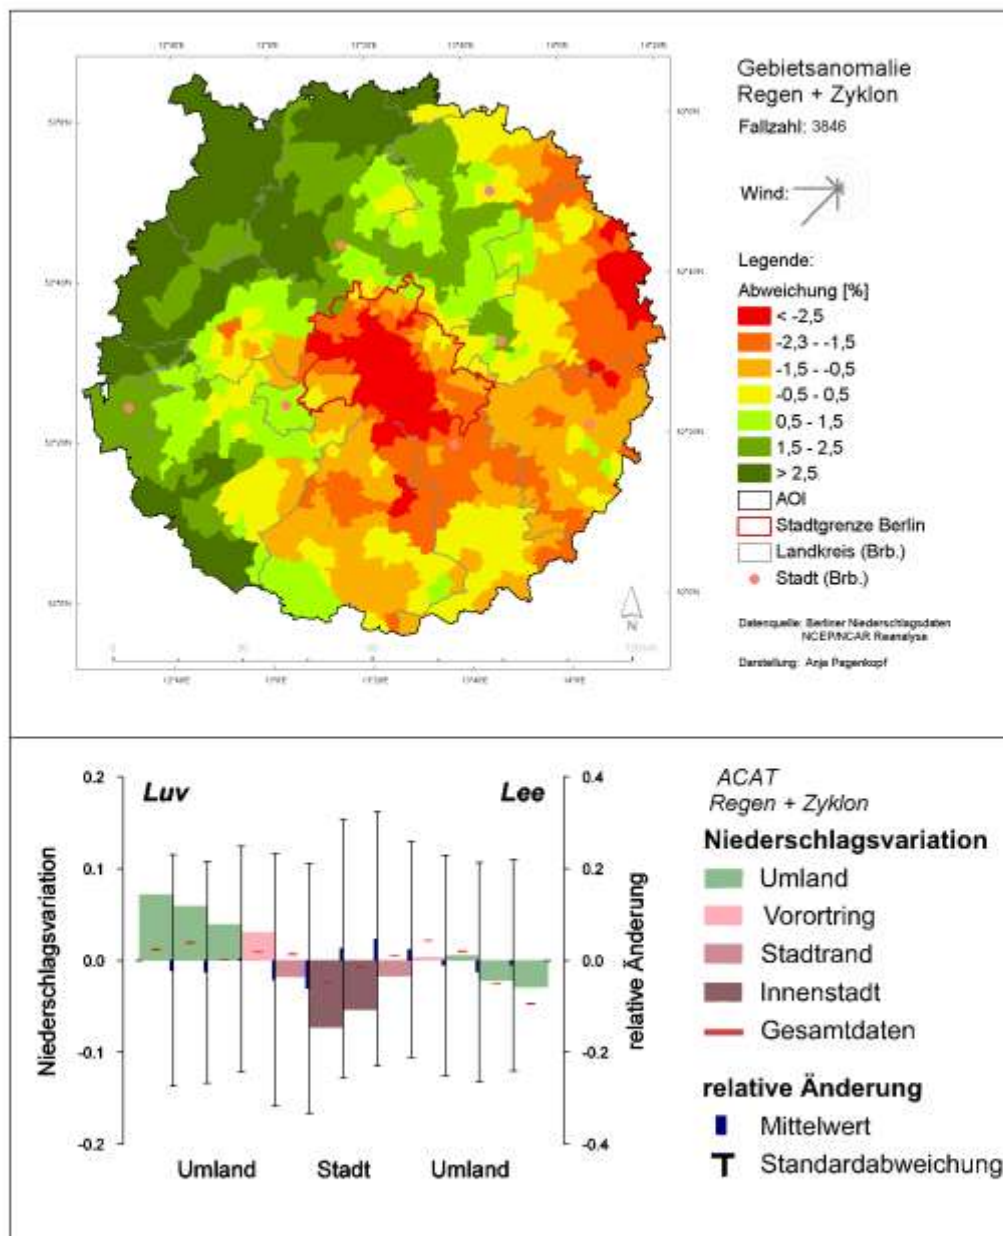 Gebietsanomalie
Regen + Zyklon
Fallzahl: 3846
Wind:
Legende:
Abweichung [%]
< -2,5
-2,3 - -1,5
-1,5 - -0,5
-0,5 - 0,5
0,5 - 1,5
1,5 - 2,5
> 2,5
AOI
Stadtgrenze Berlin
Landkreis (Brb.)
Stadt (Brb.)
N
Datenquelle: Berliner Niederschlagsdaten
NCEP/NCAR Reanalyse
Darstellung: Anja Pagenkopf
0.2
0.1
0.0
-0.1
-0.2
Niederschlagsvariation
Luv
Lee
0.4
0.2
0.0
-0.2
-0.4
relative Änderung
Umland
Stadt
Umland
ACAT
Regen + Zyklon
Niederschlagsvariation
Umland
Vorortring
Stadtrand
Innenstadt
Gesamtdaten
relative Änderung
Mittelwert
Standardabweichung